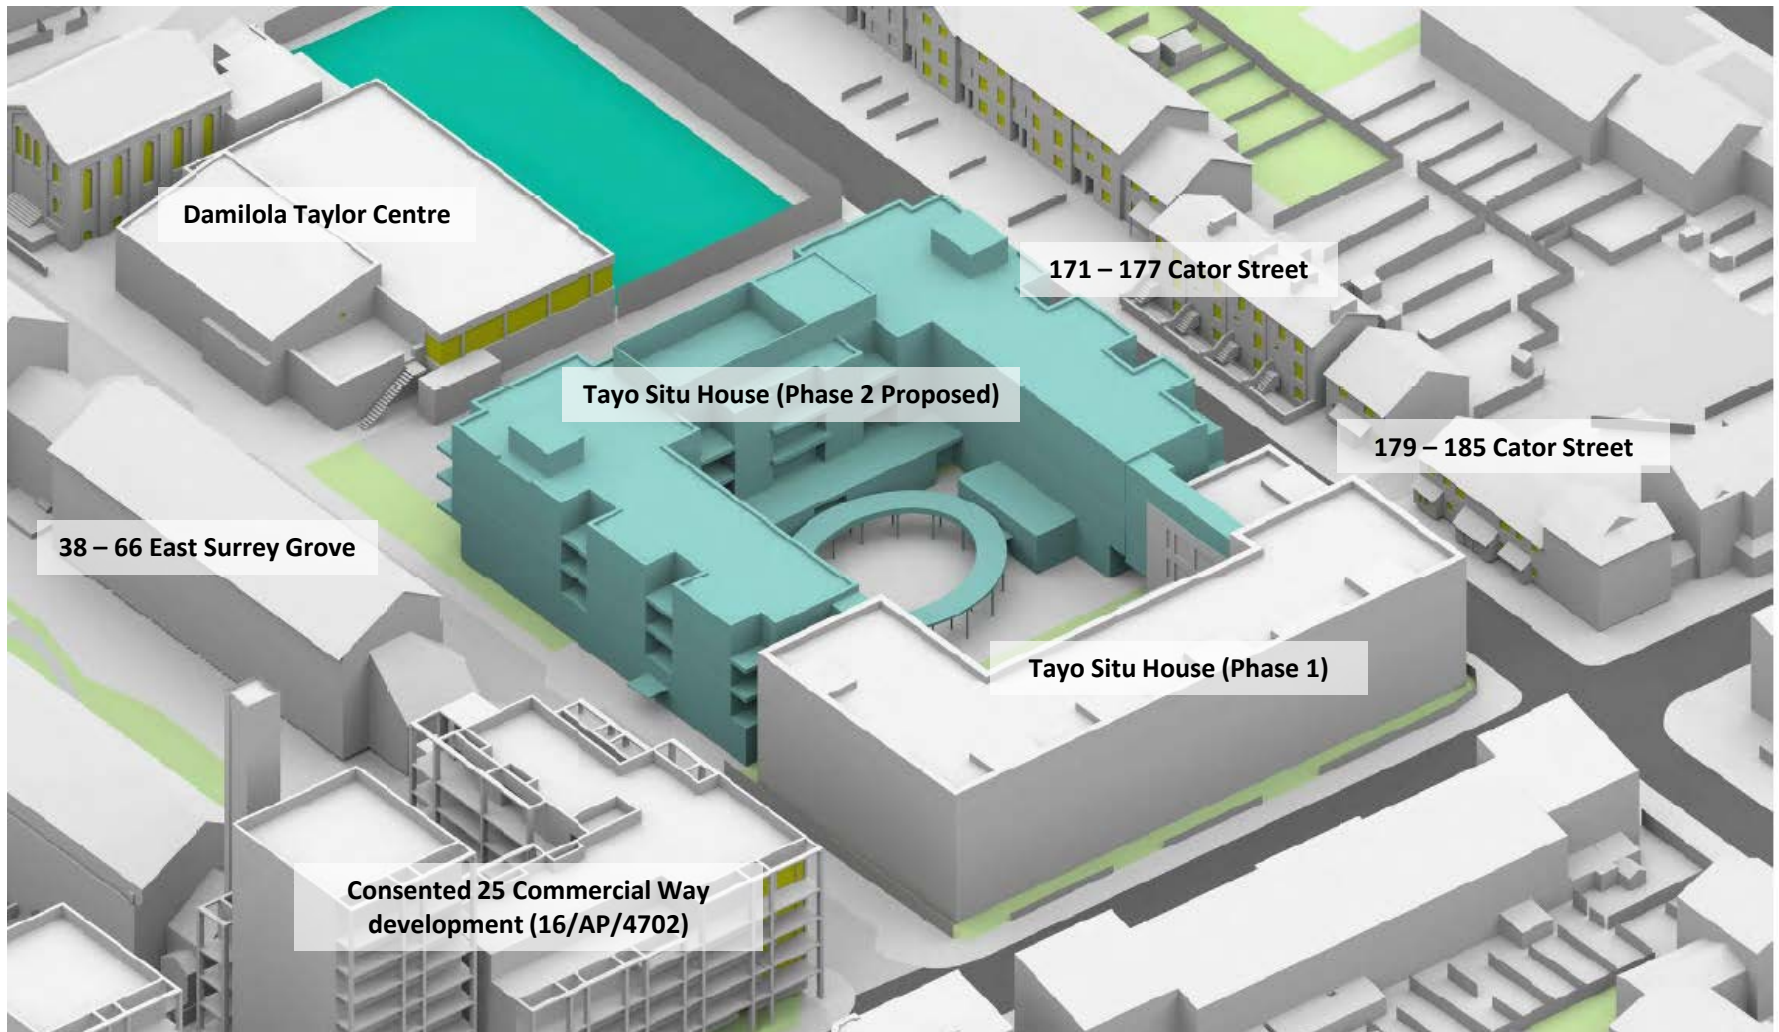 Damilola Taylor Centre
171 – 177 Cator Street
Tayo Situ House (Phase 2 Proposed)
179 – 185 Cator Street
38 – 66 East Surrey Grove
Tayo Situ House (Phase 1)
Consented 25 Commercial Way
development (16/AP/4702)